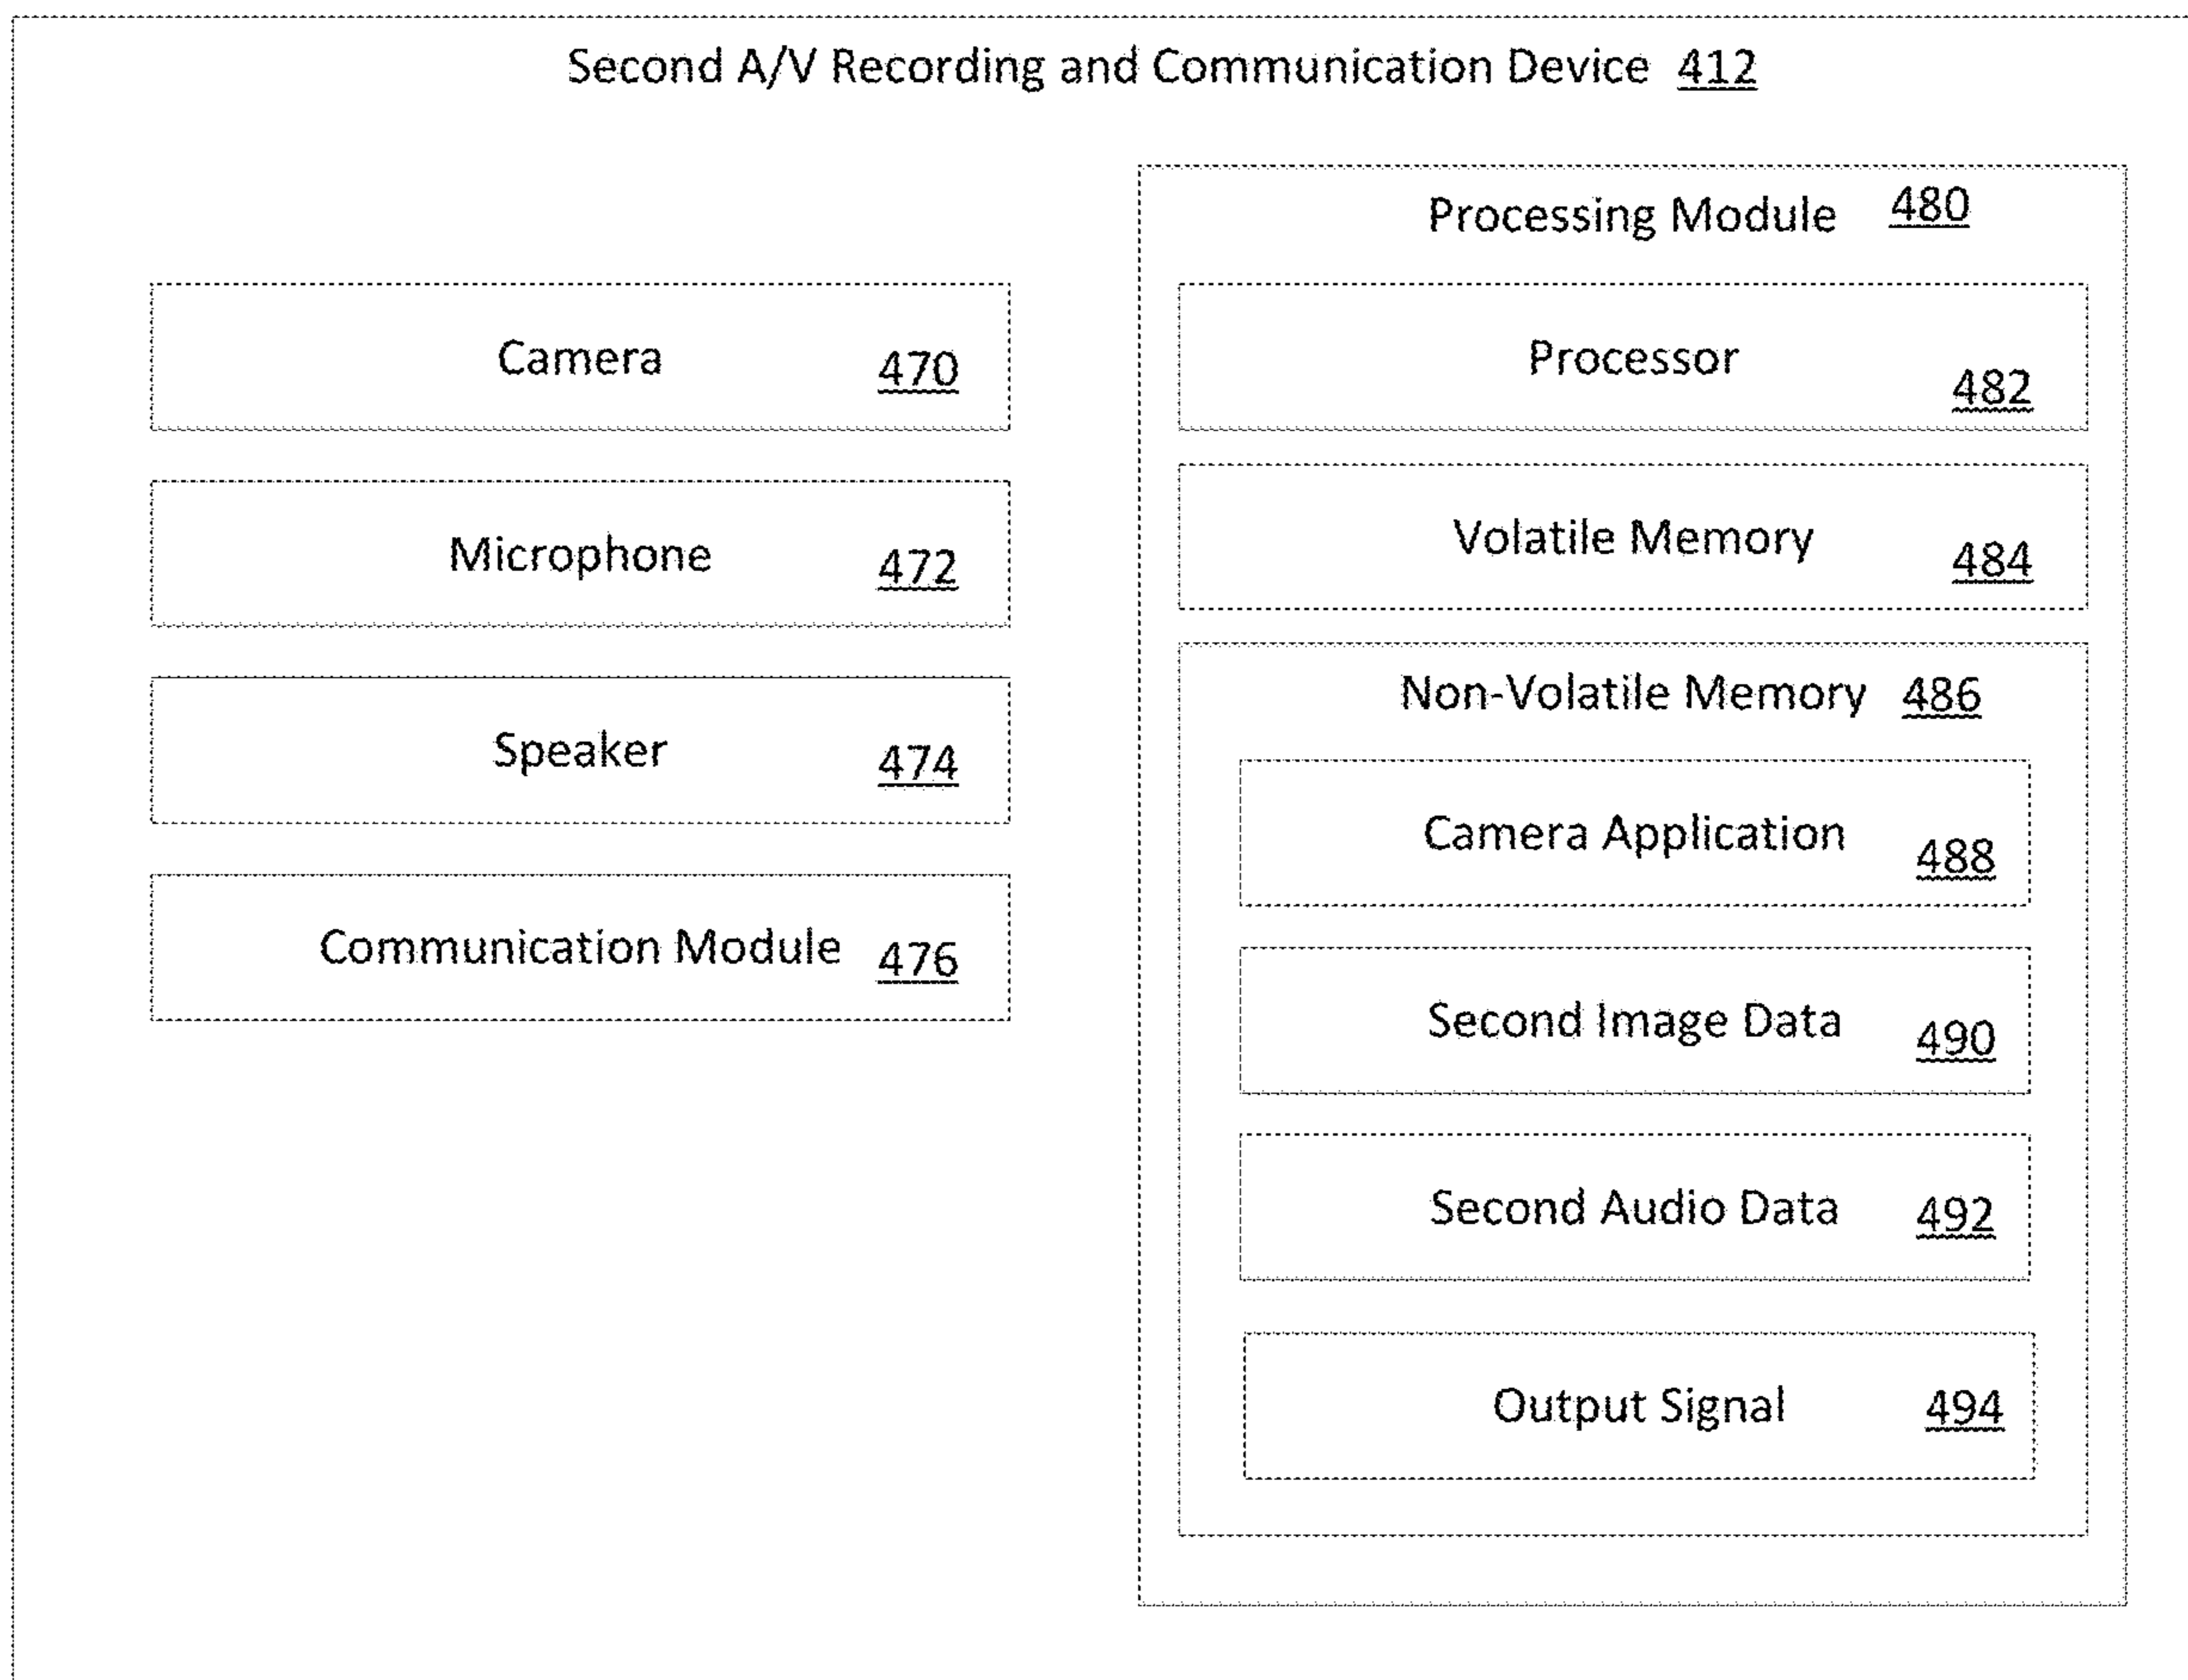 Second A/V Recording and Communication Device 412
Camera 470
Microphone 472
Speaker 474
Communication Module 476
Processing Module 480
Processor 482
Volatile Memory 484
Non-Volatile Memory 486
Camera Application 488
Second Image Data 490
Second Audio Data 492
Output Signal 494